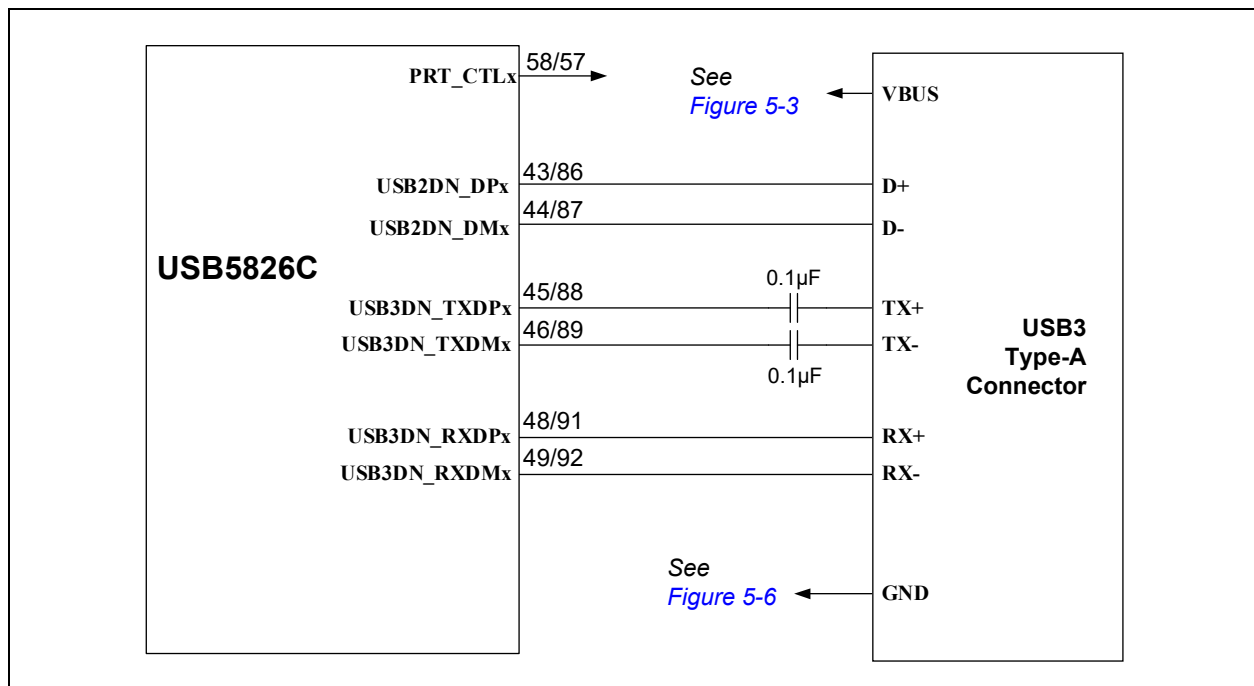 58/57
PRT_CTLx
See
Figure 5-3
VBUS
43/86
USB2DN_DPx
D+
44/87
USB2DN_DMx
D-
USB5826C
0.1µF
45/88
USB3DN_TXDPx
TX+
46/89
USB3DN_TXDMx
TX-
0.1µF
USB3
Type-A
Connector
48/91
USB3DN_RXDPx
RX+
49/92
USB3DN_RXDMx
RX-
See
Figure 5-6
GND